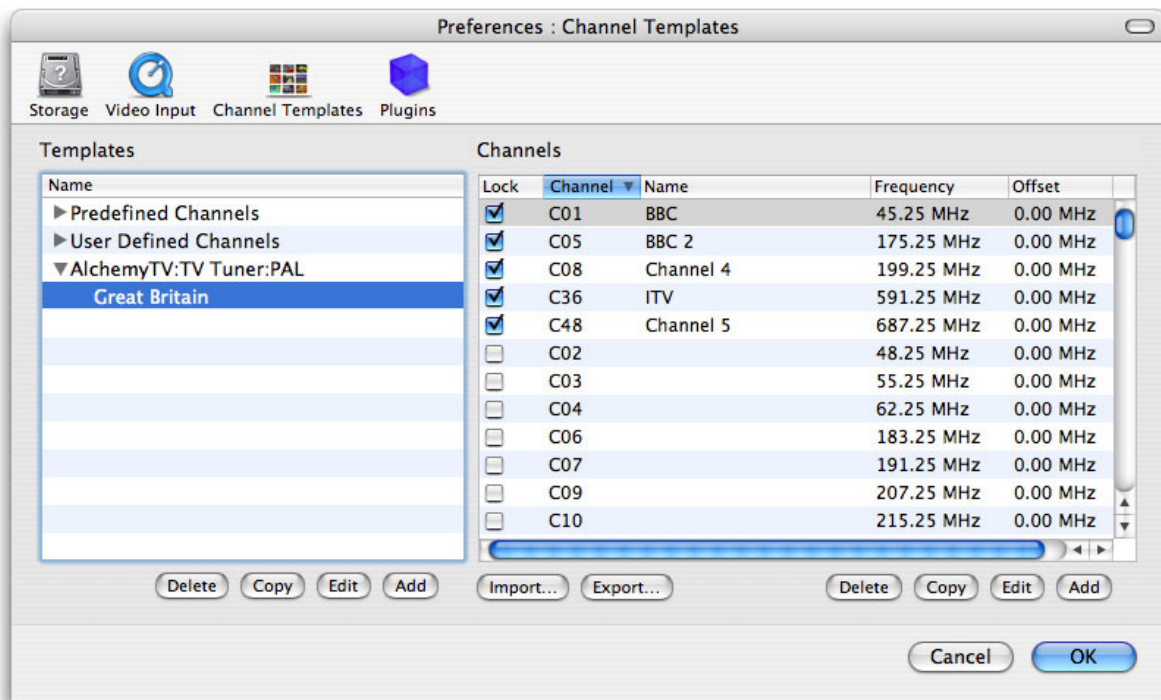 Preferences : Channel Templates
Storage Video Input Channel Templates Plugins
Templates
Name
Predefined Channels
User Defined Channels
AlchemyTV:TV Tuner:PAL
Great Britain
Delete Copy Edit Add
Channels
Lock Channel Name Frequency Offset
C01 BBC 45.25 MHz 0.00 MHz
C05 BBC 2 175.25 MHz 0.00 MHz
C08 Channel 4 199.25 MHz 0.00 MHz
C36 ITV 591.25 MHz 0.00 MHz
C48 Channel 5 687.25 MHz 0.00 MHz
C02 48.25 MHz 0.00 MHz
C03 55.25 MHz 0.00 MHz
C04 62.25 MHz 0.00 MHz
C06 183.25 MHz 0.00 MHz
C07 191.25 MHz 0.00 MHz
C09 207.25 MHz 0.00 MHz
C10 215.25 MHz 0.00 MHz
Import... Export... Delete Copy Edit Add
Cancel OK